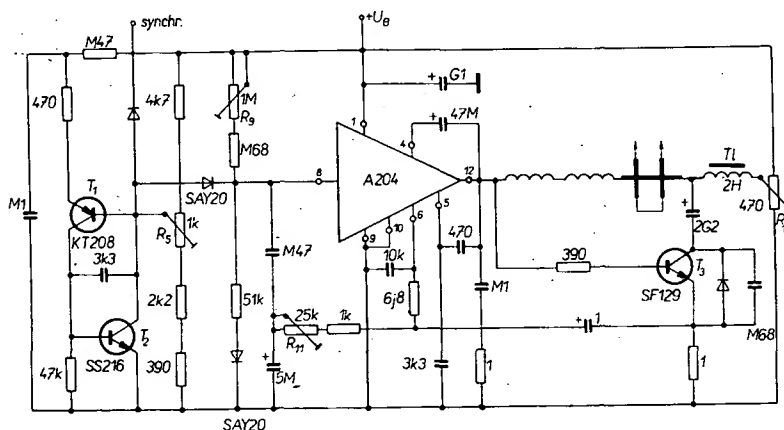 synchr.
+U_B
M47
470
4k7
1M
R9
M68
+ G1
1
+ 47M
4
T1
KT208
M1
3k3
SAY20
8
A204
12
Tl
2H
470
R
+
2G2
1k
R5
9
10
6
5
10k
470
M1
390
T3
SF129
M68
M47
2k2
51k
6j8
T2
SS216
25k
R11
1k
+ 1
47k
390
+
5M
3k3
1
1
SAY20